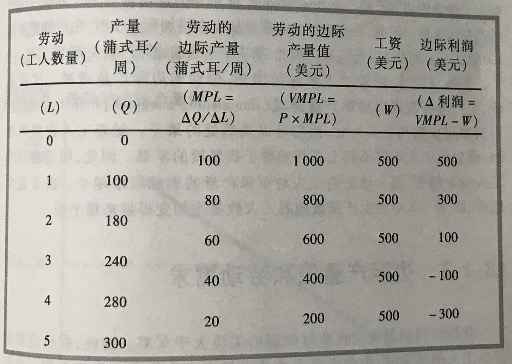 劳动 产量 劳动的 劳动的边际 工资 边际利润
(工人数量) (蒲式耳/ 边际产量 产量值 (美元) (美元)
周) (蒲式耳/周) (美元)
(L) (Q) (MPL= (VMPL= (W) (Δ利润=
ΔQ/ΔL) P×MPL) VMPL-W)
0 0
100 1 000 500 500
1 100
80 800 500 300
2 180
60 600 500 100
3 240
40 400 500 -100
4 280
20 200 500 -300
5 300